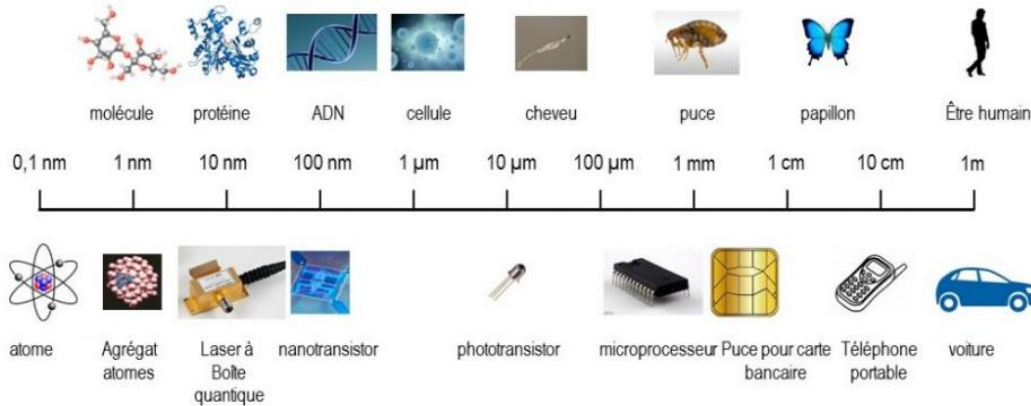 molécule protéine ADN cellule cheveu puce papillon Être humain
0,1 nm 1 nm 10 nm 100 nm 1 µm 10 µm 100 µm 1 mm 1 cm 10 cm 1m
atome Agrégat Laser à nanotransistor phototransistor microprocesseur Puce pour carte Téléphone voiture
atomes Boîte bancaire portable
quantique